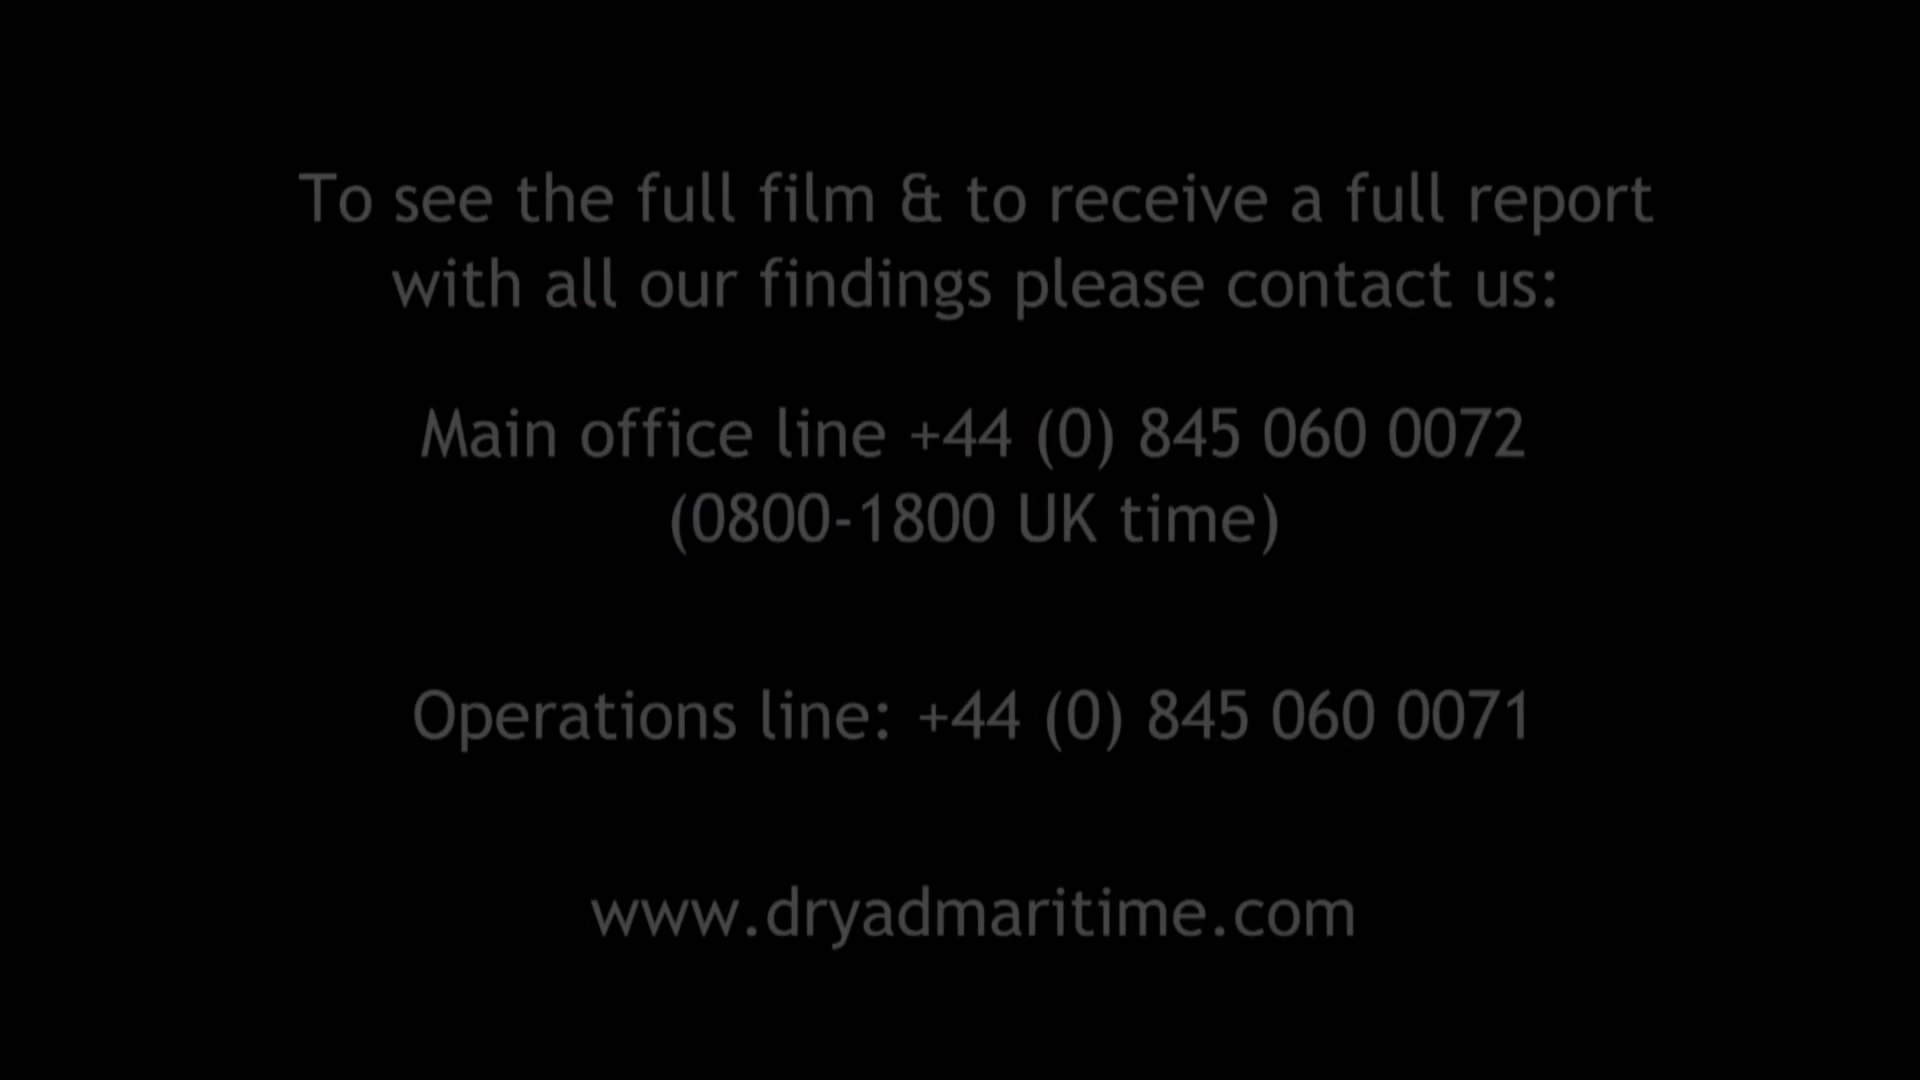 To see the full film & to receive a full report
with all our findings please contact us:
Main office line +44 (0) 845 060 0072
(0800-1800 UK time)
Operations line: +44 (0) 845 060 0071
www.dryadmaritime.com